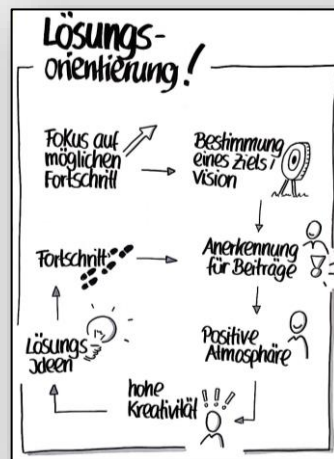 Lösungs-
orientierung!
Fokus auf
möglichen
Fortschritt
Bestimmung
eines Ziels /
Vision
Anerkennung
für Beiträge
Positive
Atmosphäre
hohe
Kreativität
!!!
Lösungs
Ideen
Fortschritt